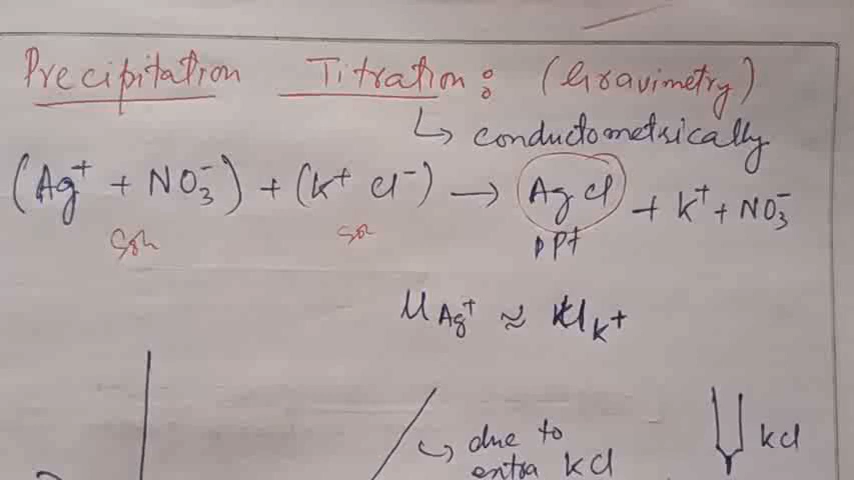 Precipitation Titration: (Gravimetry)
↳ conductometrically
(Ag⁺ + NO₃⁻) + (K⁺ Cl⁻) → AgCl + K⁺ + NO₃⁻
Soln Soln
PPt
μAg⁺ ≈ μK⁺
↳ due to
extra KCl
KCl